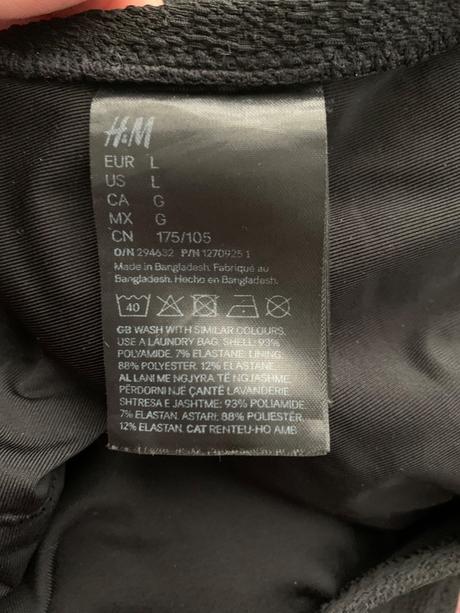 H&M
EUR L
US L
CA G
MX G
CN 175/105
O/N 294632 P/N 1270925 1
Made in Bangladesh. Fabriqué au
Bangladesh. Hecho en Bangladesh.
40
GB WASH WITH SIMILAR COLOURS.
USE A LAUNDRY BAG. SHELL: 93%
POLYAMIDE. 7% ELASTANE. LINING:
88% POLYESTER. 12% ELASTANE.
AL LANI ME NGJYRA TË NGJASHME.
PËRDORNI NJË ÇANTË LAVANDERIE.
SHTRESA E JASHTME: 93% POLIAMIDE.
7% ELASTAN. ASTARI: 88% POLIESTËR.
12% ELASTAN. CAT RENTEU-HO AMB